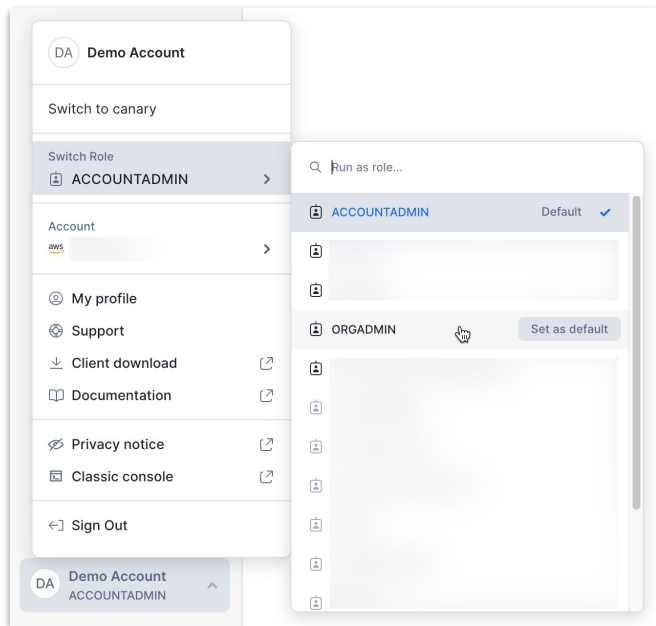 DA Demo Account
Switch to canary
Switch Role
ACCOUNTADMIN
Account
aws
My profile
Support
Client download
Documentation
Privacy notice
Classic console
Sign Out
DA Demo Account
ACCOUNTADMIN
Run as role...
ACCOUNTADMIN Default
ORGADMIN Set as default